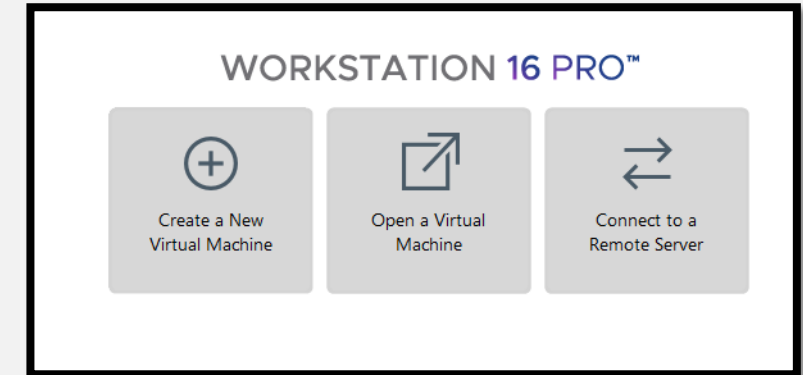 WORKSTATION 16 PRO™
Create a New
Virtual Machine
Open a Virtual
Machine
Connect to a
Remote Server